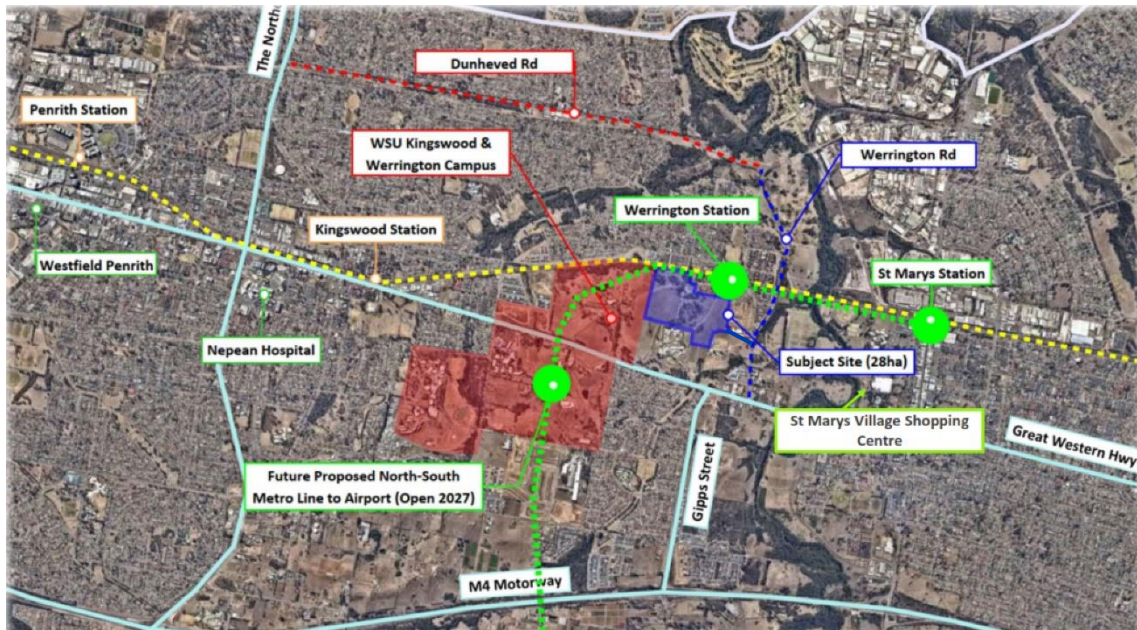 The Northe
Dunheved Rd
Penrith Station
WSU Kingswood &
Werrington Campus
Werrington Rd
Werrington Station
Kingswood Station
Westfield Penrith
St Marys Station
Nepean Hospital
Subject Site (28ha)
St Marys Village Shopping
Centre
Great Western Hwy
Future Proposed North-South
Metro Line to Airport (Open 2027)
Gipps Street
M4 Motorway